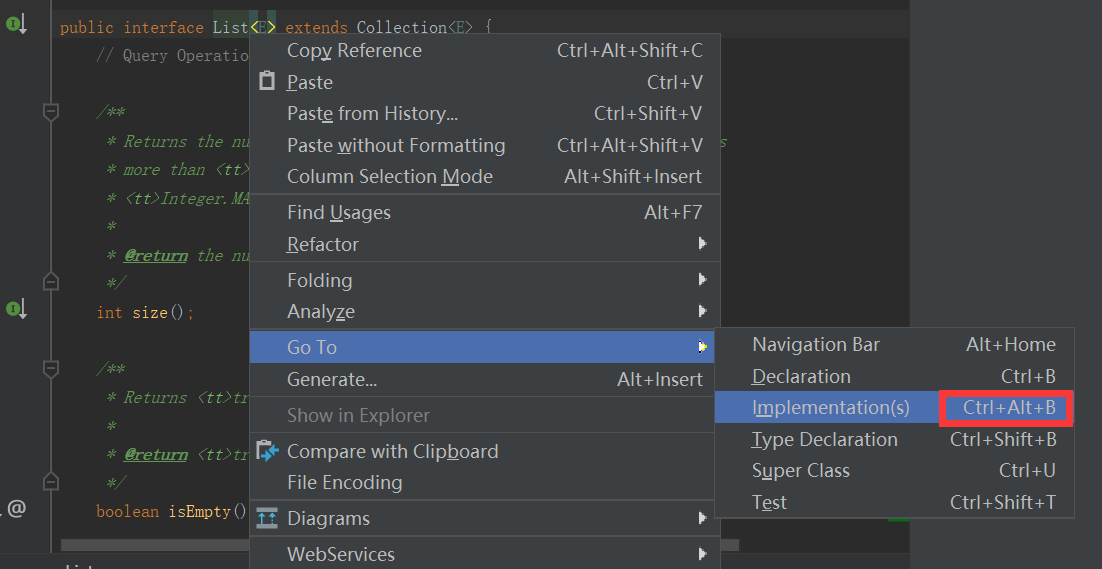 public interface List<E> extends Collection<E> {
// Query Operatio
Copy Reference Ctrl+Alt+Shift+C
Paste Ctrl+V
/**
Paste from History... Ctrl+Shift+V
* Returns the nu
Paste without Formatting Ctrl+Alt+Shift+V
s
* more than <tt>
Column Selection Mode Alt+Shift+Insert
* <tt>Integer.MA
Find Usages Alt+F7
*
Refactor
* @return the nu
Folding
*/
Analyze
int size();
Go To
Generate... Alt+Insert
/**
* Returns <tt>tr
Show in Explorer
*
* @return <tt>tr
Compare with Clipboard
*/
File Encoding
boolean isEmpty()
Diagrams
WebServices
Navigation Bar Alt+Home
Declaration Ctrl+B
Implementation(s) Ctrl+Alt+B
Type Declaration Ctrl+Shift+B
Super Class Ctrl+U
Test Ctrl+Shift+T
@